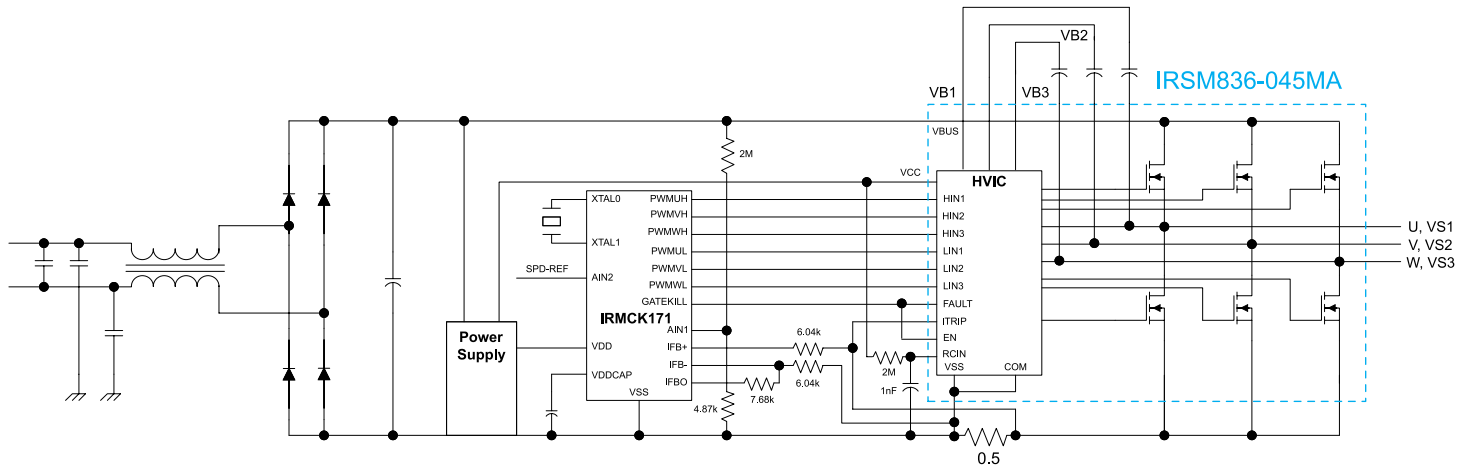 VB2
IRSM836-045MA
VB1
VB3
VBUS
2M
VCC
HVIC
XTAL0
XTAL1
SPD-REF
AIN2
IRMCK171
VDD
VDDCAP
VSS
PWMUH
PWMVH
PWMWH
PWMUL
PWMVL
PWMWL
GATEKILL
AIN1
IFB+
IFB-
IFBO
HIN1
HIN2
HIN3
LIN1
LIN2
LIN3
FAULT
ITRIP
EN
RCIN
VSS
COM
U, VS1
V, VS2
W, VS3
Power
Supply
6.04k
6.04k
7.68k
4.87k
2M
1nF
0.5